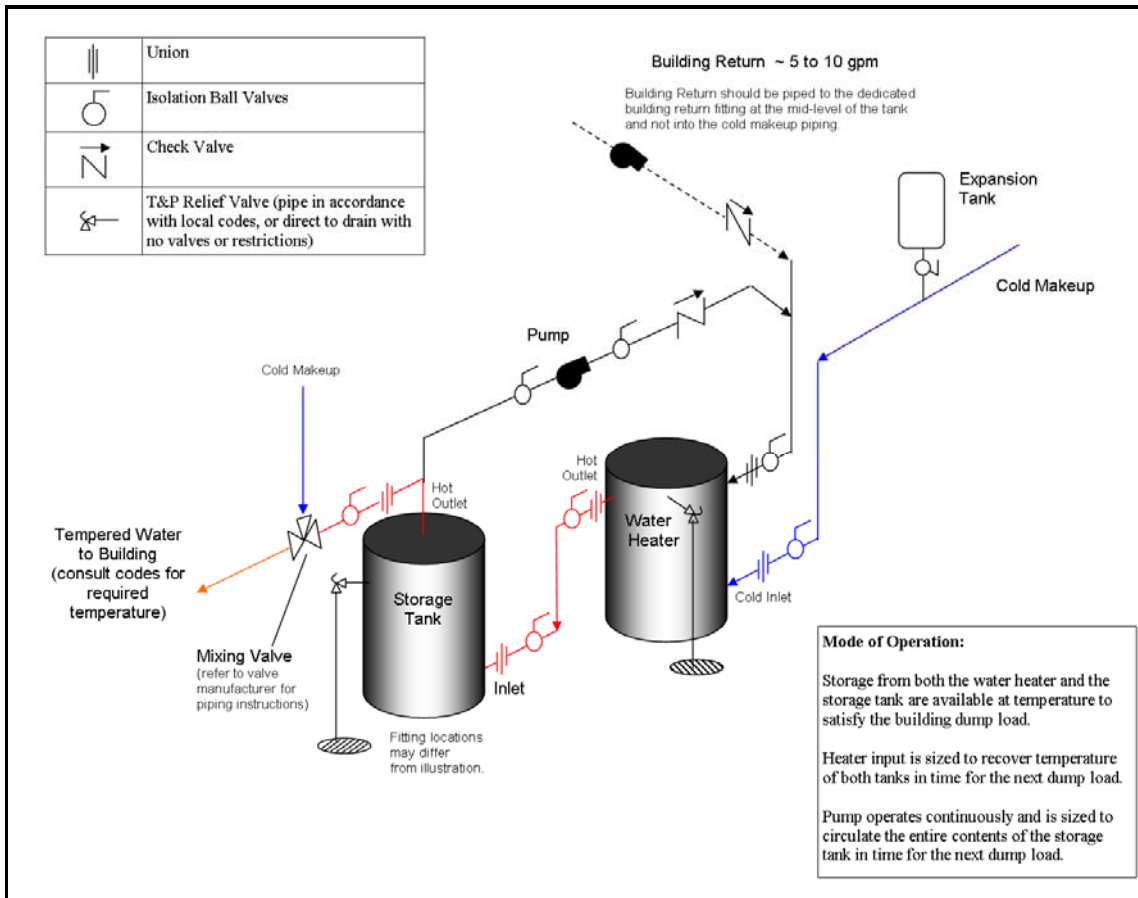 Union
Isolation Ball Valves
Check Valve
T&P Relief Valve (pipe in accordance
with local codes, or direct to drain with
no valves or restrictions)
Building Return ~ 5 to 10 gpm
Building Return should be piped to the dedicated
building return fitting at the mid-level of the tank
and not into the cold makeup piping.
Expansion
Tank
Cold Makeup
Pump
Cold Makeup
Hot
Outlet
Hot
Outlet
Water
Heater
Tempered Water
to Building
(consult codes for
required
temperature)
Storage
Tank
Cold Inlet
Mixing Valve
(refer to valve
manufacturer for
piping instructions)
Inlet
Fitting locations
may differ
from illustration.
Mode of Operation:
Storage from both the water heater and the
storage tank are available at temperature to
satisfy the building dump load.
Heater input is sized to recover temperature
of both tanks in time for the next dump load.
Pump operates continuously and is sized to
circulate the entire contents of the storage
tank in time for the next dump load.